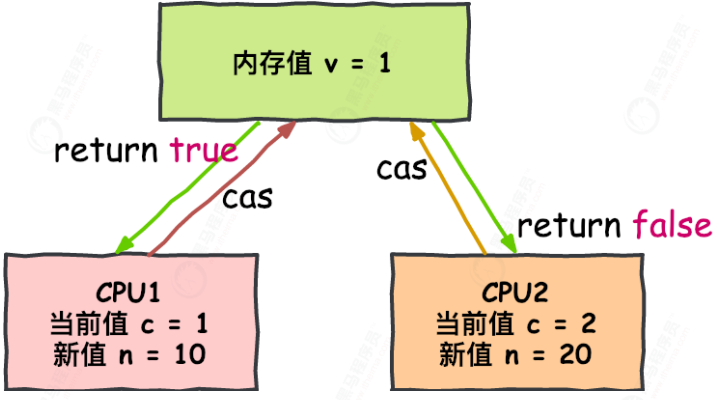 内存值 v = 1
return true
cas
cas
return false
CPU1
当前值 c = 1
新值 n = 10
CPU2
当前值 c = 2
新值 n = 20